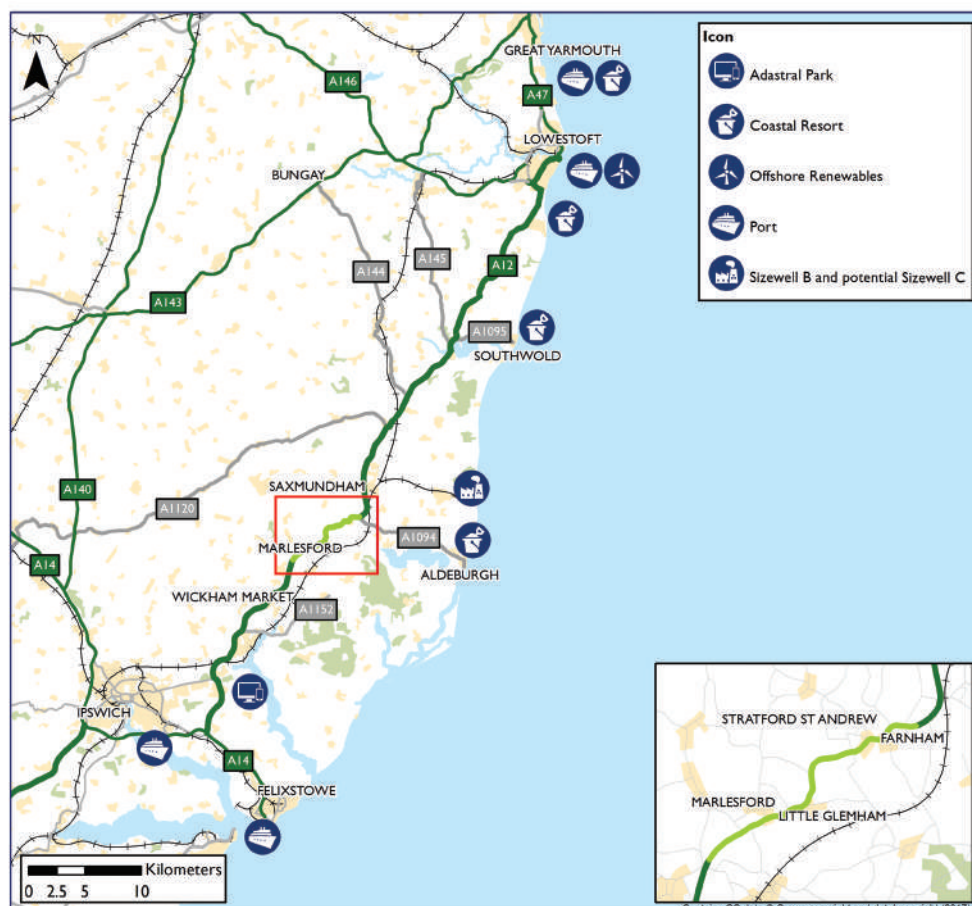 N
GREAT YARMOUTH
A146
A47
LOWESTOFT
BUNGAY
A145
A144
A12
A143
A1095
SOUTHWOLD
SAXMUNDHAM
A140
A1120
A1094
MARLESFORD
A14
ALDEBURGH
WICKHAM MARKET
A1152
IPSWICH
A14
FELIXSTOWE
Kilometers
0 2.5 5 10
Icon
Adastral Park
Coastal Resort
Offshore Renewables
Port
Sizewell B and potential Sizewell C
STRATFORD ST ANDREW
FARNHAM
MARLESFORD
LITTLE GLEMHAM